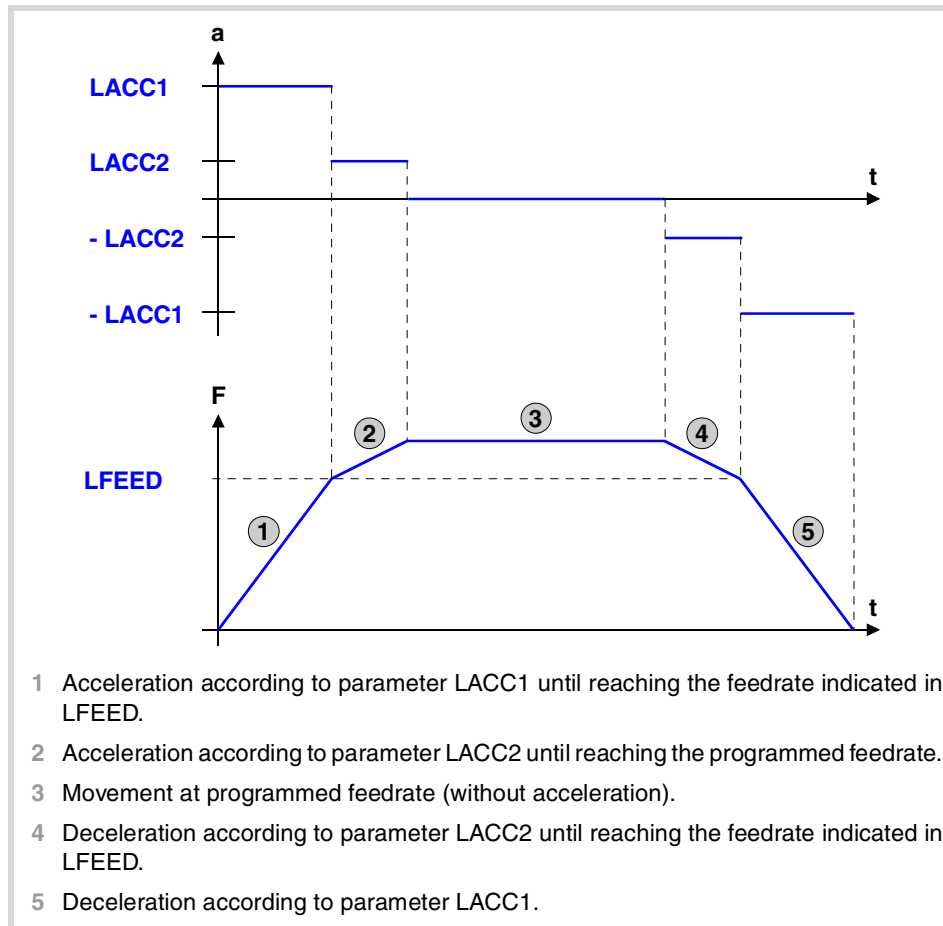 a
LACC1
LACC2
t
- LACC2
- LACC1
F
2
3
4
LFEED
1
5
t
1 Acceleration according to parameter LACC1 until reaching the feedrate indicated in
LFEED.
2 Acceleration according to parameter LACC2 until reaching the programmed feedrate.
3 Movement at programmed feedrate (without acceleration).
4 Deceleration according to parameter LACC2 until reaching the feedrate indicated in
LFEED.
5 Deceleration according to parameter LACC1.